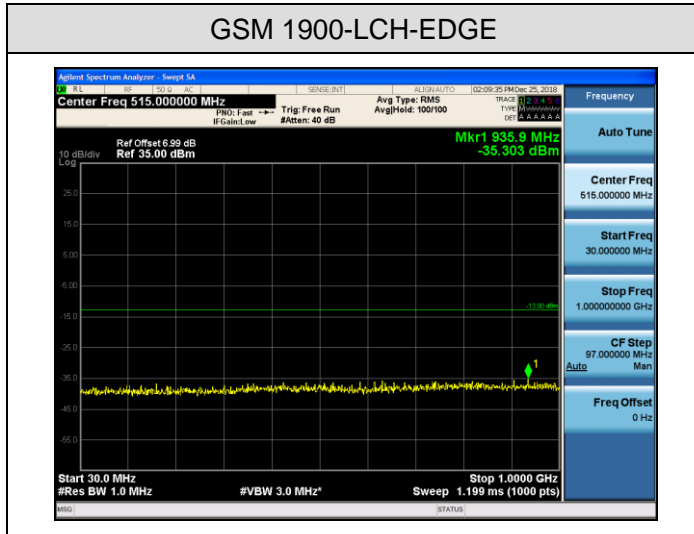 GSM 1900-LCH-EDGE
Agilent Spectrum Analyzer - Swept SA
RL RF 50 Ω AC SENSE:INT ALIGNAUTO 02:09:35 PM Dec 25, 2018
Center Freq 515.000000 MHz
PNO: Fast
IFGain:Low
Trig: Free Run
#Atten: 40 dB
Avg Type: RMS
Avg|Hold: 100/100
TRACE 1 2 3 4 5 6
TYPE M W W W W W
DET A A A A A A
Frequency
Auto Tune
Ref Offset 6.99 dB
10 dB/div Ref 35.00 dBm
Log
Mkr1 935.9 MHz
-35.303 dBm
25.0
15.0
5.00
-5.00
-15.0
-25.0
-35.0
-45.0
-55.0
-13.00 dBm
1
Center Freq
515.000000 MHz
Start Freq
30.000000 MHz
Stop Freq
1.000000000 GHz
CF Step
97.000000 MHz
Auto Man
Freq Offset
0 Hz
Start 30.0 MHz Stop 1.0000 GHz
#Res BW 1.0 MHz #VBW 3.0 MHz* Sweep 1.199 ms (1000 pts)
MSG STATUS